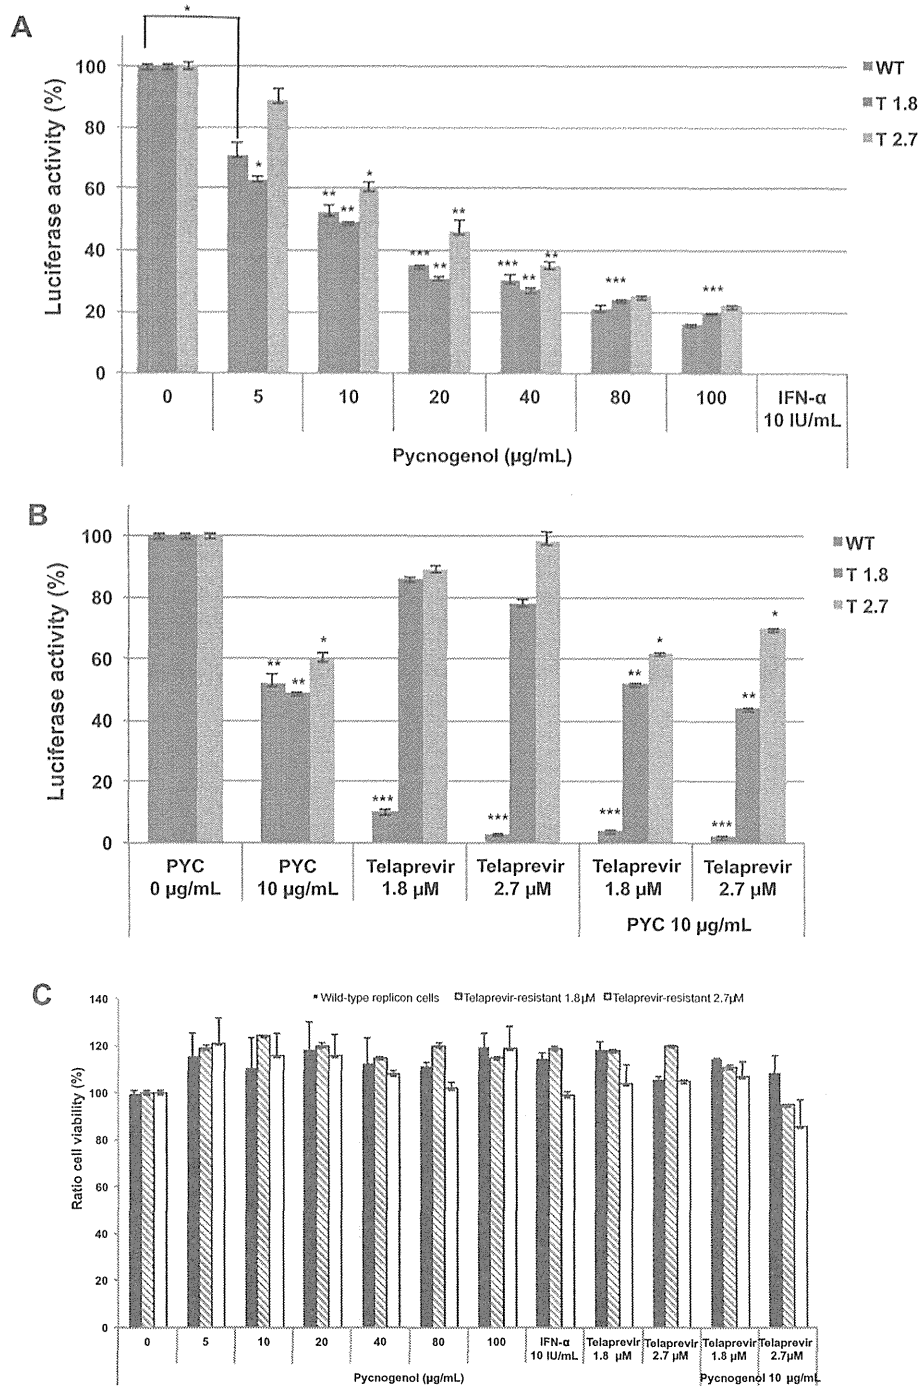 A
*
Luciferase activity (%)
100
80
60
40
20
0
*
** ** *
*** ** **
*** ** **
***
***
WT
T 1.8
T 2.7
0 5 10 20 40 80 100 IFN-α
10 IU/mL
Pycnogenol (µg/mL)
B
Luciferase activity (%)
100
80
60
40
20
0
** ** *
***
***
*** ** *
*** ** *
WT
T 1.8
T 2.7
PYC PYC Telaprevir Telaprevir Telaprevir Telaprevir
0 µg/mL 10 µg/mL 1.8 µM 2.7 µM 1.8 µM 2.7 µM
PYC 10 µg/mL
C
Wild-type replicon cells Telaprevir-resistant 1.8µM Telaprevir-resistant 2.7µM
Ratio cell viability (%)
140
120
100
80
60
40
20
0
0 5 10 20 40 80 100 IFN-α Telaprevir Telaprevir Telaprevir Telaprevir
10 IU/mL 1.8 µM 2.7 µM 1.8 µM 2.7µM
Pycnogenol (µg/mL) Pycnogenol 10 µg/mL